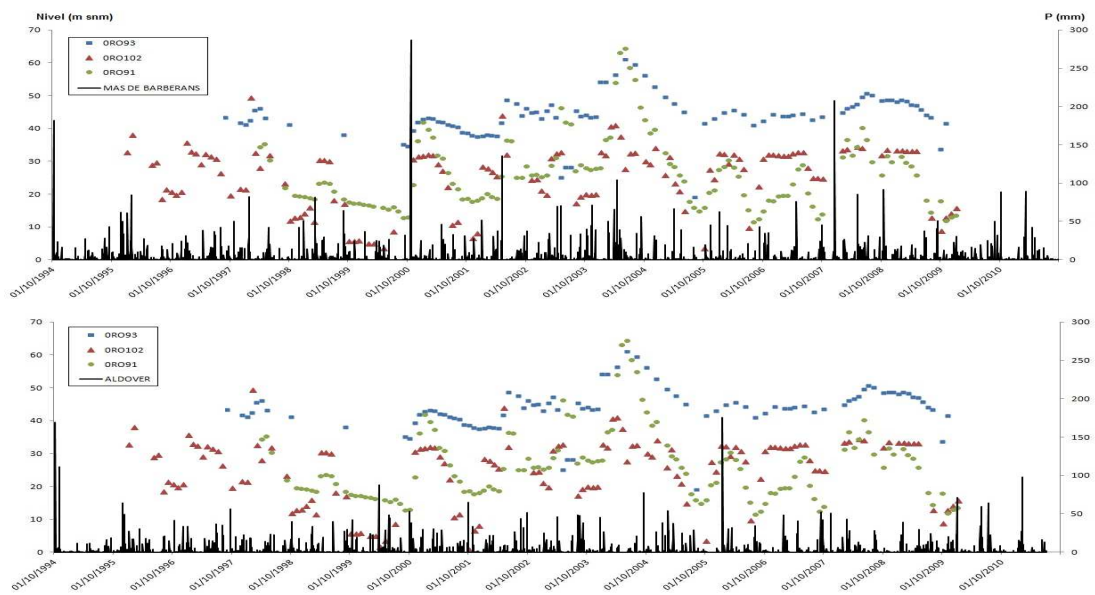 Nivel (m snm) P (mm)
70 300
60 250
50 200
40 150
30 100
20 50
10
0 0
0RO93
0RO102
0RO91
MAS DE BARBERANS
01/10/1994 01/10/1995 01/10/1996 01/10/1997 01/10/1998 01/10/1999 01/10/2000 01/10/2001 01/10/2002 01/10/2003 01/10/2004 01/10/2005 01/10/2006 01/10/2007 01/10/2008 01/10/2009 01/10/2010
70 300
60 250
50 200
40 150
30 100
20 50
10
0 0
0RO93
0RO102
0RO91
ALDOVER
01/10/1994 01/10/1995 01/10/1996 01/10/1997 01/10/1998 01/10/1999 01/10/2000 01/10/2001 01/10/2002 01/10/2003 01/10/2004 01/10/2005 01/10/2006 01/10/2007 01/10/2008 01/10/2009 01/10/2010